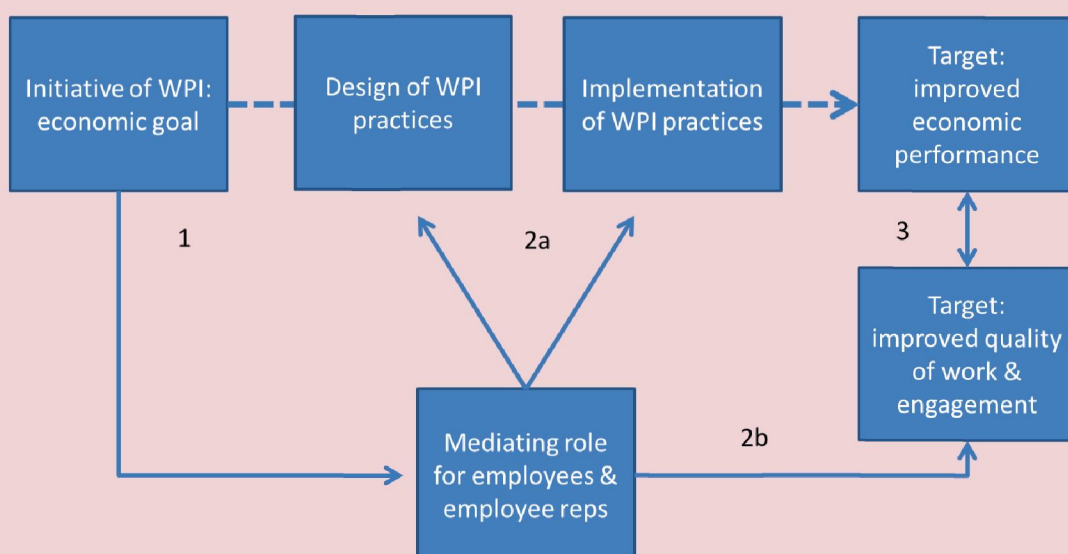 Initiative of WPI:
economic goal
Design of WPI
practices
Implementation
of WPI practices
Target:
improved
economic
performance
1
2a
3
Target:
improved quality
of work &
engagement
Mediating role
for employees &
employee reps
2b